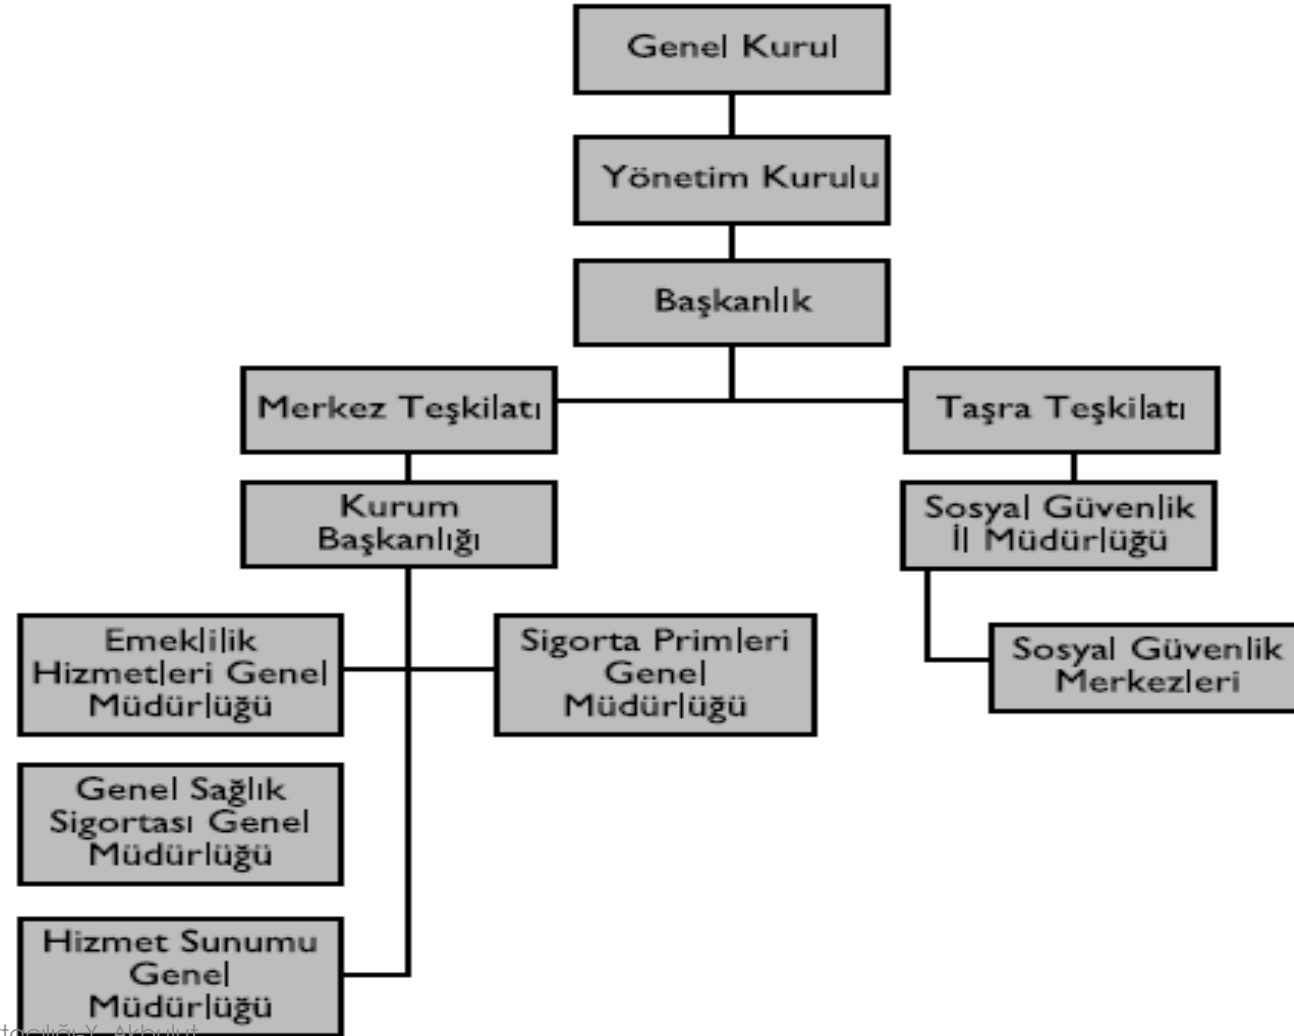 Genel Kurul
Yönetim Kurulu
Başkanlık
Merkez Teşkilatı
Taşra Teşkilatı
Kurum
Başkanlığı
Sosyal Güvenlik
İl Müdürlüğü
Emeklilik
Hizmetleri Genel
Müdürlüğü
Sigorta Primleri
Genel
Müdürlüğü
Sosyal Güvenlik
Merkezleri
Genel Sağlık
Sigortası Genel
Müdürlüğü
Hizmet Sunumu
Genel
Müdürlüğü
Akbulut